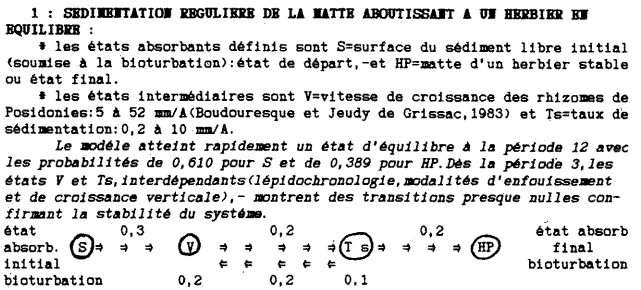 1 : SEDIMENTATION REGULIERE DE LA MATTE ABOUTISSANT A UN HERBIER EN
EQUILIBRE :
* les états absorbants définis sont S=surface du sédiment libre initial
(soumise à la bioturbation):état de départ,-et HP=matte d'un herbier stable
ou état final.
* les états intermédiaires sont V=vitesse de croissance des rhizomes de
Posidonies:5 à 52 mm/A(Boudouresque et Jeudy de Grissac,1983) et Ts=taux de
sédimentation:0,2 à 10 mm/A.
Le modèle atteint rapidement un état d'équilibre à la période 12 avec
les probabilités de 0,610 pour S et de 0,389 pour HP.Dès la période 3,les
états V et Ts,interdépendants(lépidochronologie,modalités d'enfouissement
et de croissance verticale),- montrent des transitions presque nulles con-
firmant la stabilité du système.
état 0,3 0,2 0,2 état absorb
absorb. S⇒ ⇒ ⇒ V ⇒ ⇒ ⇒ ⇒ ⇒ T s ⇒ ⇒ ⇒ ⇒ HP final
initial ⇐ ⇐ ⇐ ⇐ ⇐ bioturbation
bioturbation 0,2 0,2 0,1